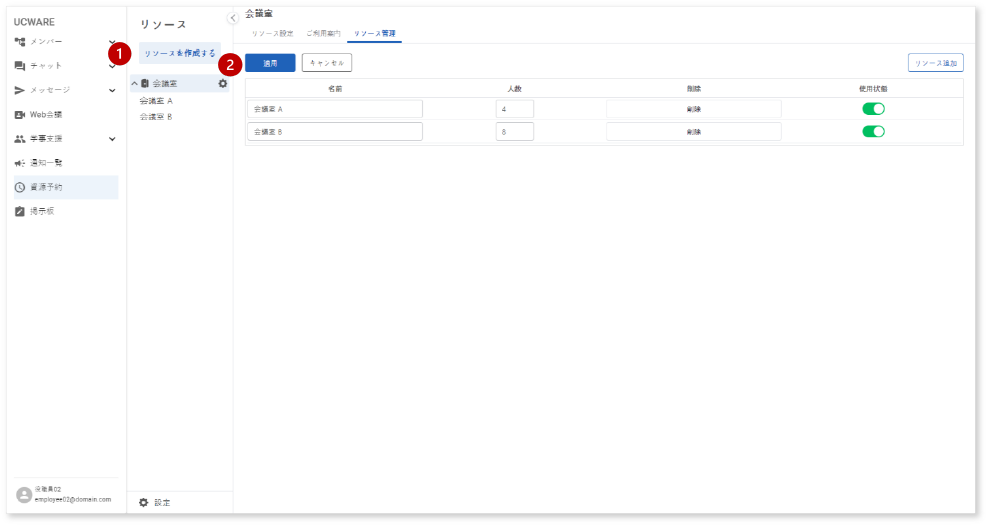 UCWARE
メンバー
チャット
メッセージ
Web会議
学事支援
通知一覧
資源予約
掲示板
役職員02
employee02@domain.com
リソース
1
リソースを作成する
会議室
会議室 A
会議室 B
設定
会議室
リソース設定 ご利用案内 リソース管理
2
適用 キャンセル リソース追加
名前 人数 削除 使用状態
会議室 A 4 削除
会議室 B 8 削除